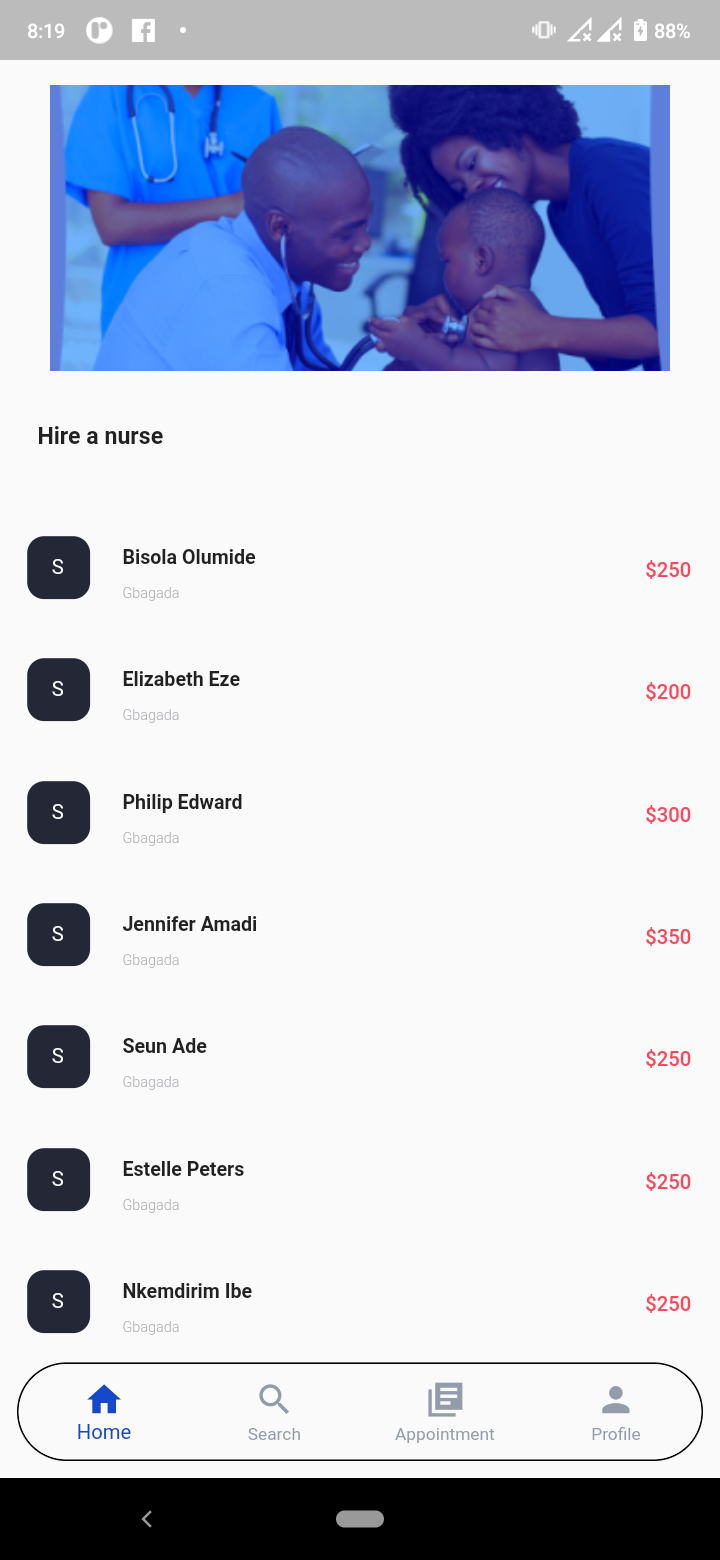 8:19
88%
Hire a nurse
S
Bisola Olumide
Gbagada
$250
S
Elizabeth Eze
Gbagada
$200
S
Philip Edward
Gbagada
$300
S
Jennifer Amadi
Gbagada
$350
S
Seun Ade
Gbagada
$250
S
Estelle Peters
Gbagada
$250
S
Nkemdirim Ibe
Gbagada
$250
Home
Search
Appointment
Profile